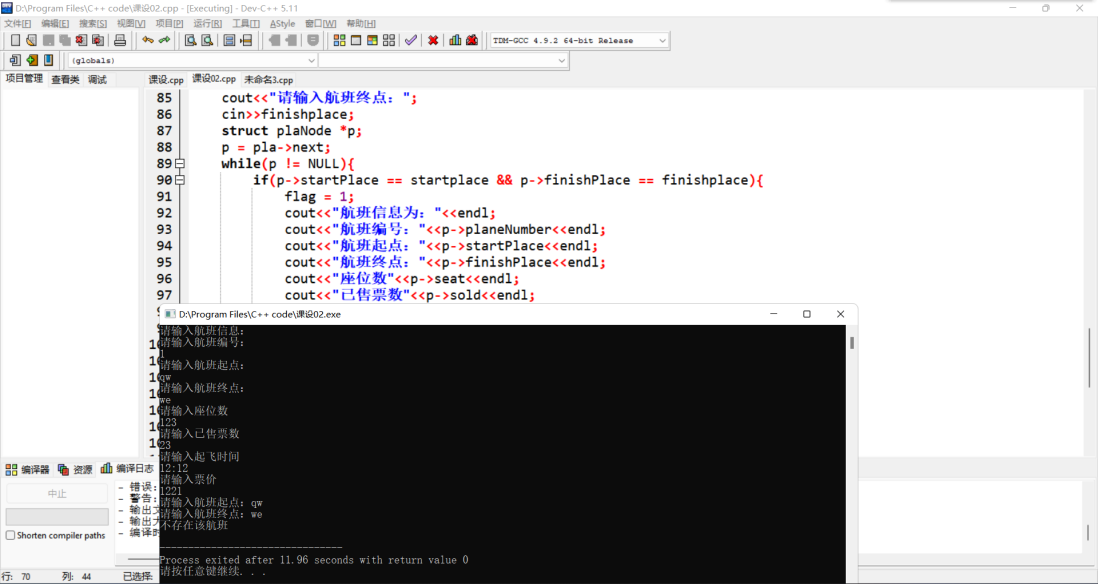 D:\Program Files\C++ code\课设02.cpp - [Executing] - Dev-C++ 5.11
文件[F] 编辑[E] 搜索[S] 视图[V] 项目[P] 运行[R] 工具[T] AStyle 窗口[W] 帮助[H]
TDM-GCC 4.9.2 64-bit Release
(globals)
项目管理 查看类 调试 课设.cpp 课设02.cpp 未命名3.cpp
85 cout<<"请输入航班终点：";
86 cin>>finishplace;
87 struct plaNode *p;
88 p = pla->next;
89 while(p != NULL){
90 if(p->startPlace == startplace && p->finishPlace == finishplace){
91 flag = 1;
92 cout<<"航班信息为："<<endl;
93 cout<<"航班编号："<<p->planeNumber<<endl;
94 cout<<"航班起点："<<p->startPlace<<endl;
95 cout<<"航班终点："<<p->finishPlace<<endl;
96 cout<<"座位数"<<p->seat<<endl;
97 cout<<"已售票数"<<p->sold<<endl;
D:\Program Files\C++ code\课设02.exe
请输入航班信息：
请输入航班编号：
1
请输入航班起点：
qw
请输入航班终点：
we
请输入座位数
123
请输入已售票数
23
请输入起飞时间
12:12
请输入票价
1221
请输入航班起点：qw
请输入航班终点：we
不存在该航班
--------------------------------
Process exited after 11.96 seconds with return value 0
请按任意键继续. . .
编译器 资源 编译日志
中止
Shorten compiler paths
- 错误:
- 警告:
- 输出
- 输出
- 编译时
行: 70 列: 44 已选择: